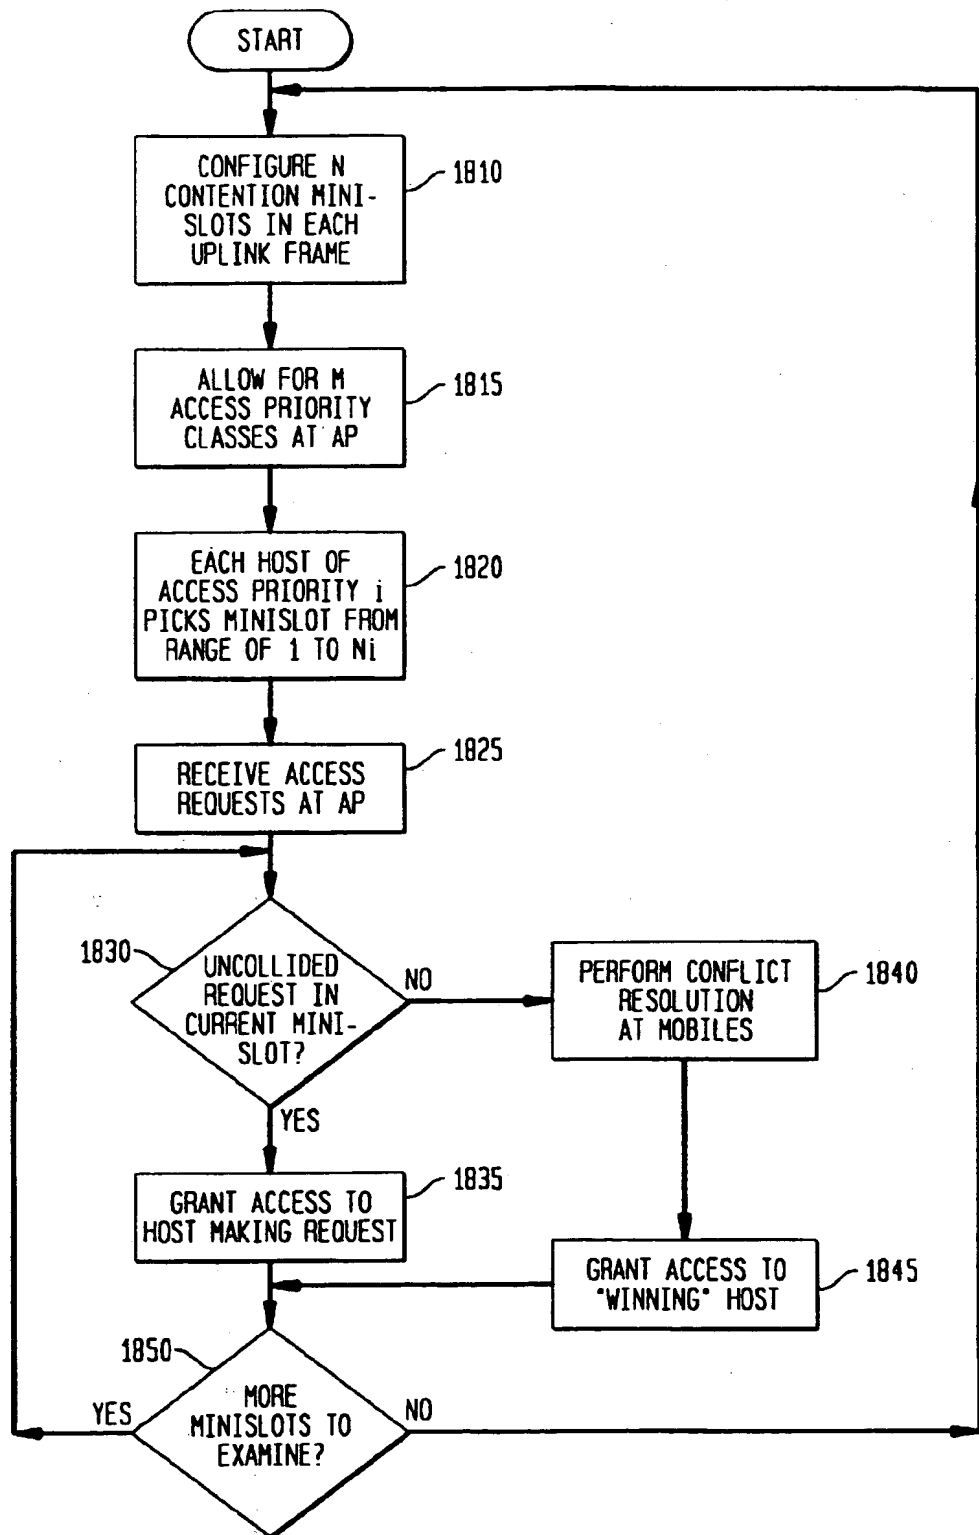 START
CONFIGURE N
CONTENTION MINI-
SLOTS IN EACH
UPLINK FRAME
1810
ALLOW FOR M
ACCESS PRIORITY
CLASSES AT AP
1815
EACH HOST OF
ACCESS PRIORITY i
PICKS MINISLOT FROM
RANGE OF 1 TO Ni
1820
RECEIVE ACCESS
REQUESTS AT AP
1825
1830
UNCOLLIDED
REQUEST IN
CURRENT MINI-
SLOT?
NO
YES
PERFORM CONFLICT
RESOLUTION
AT MOBILES
1840
GRANT ACCESS TO
HOST MAKING REQUEST
1835
GRANT ACCESS TO
"WINNING" HOST
1845
1850
MORE
MINISLOTS TO
EXAMINE?
YES
NO